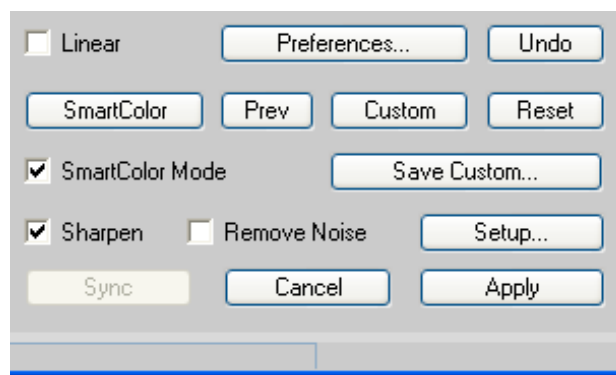 Linear Preferences... Undo
SmartColor Prev Custom Reset
SmartColor Mode Save Custom...
Sharpen Remove Noise Setup...
Sync Cancel Apply